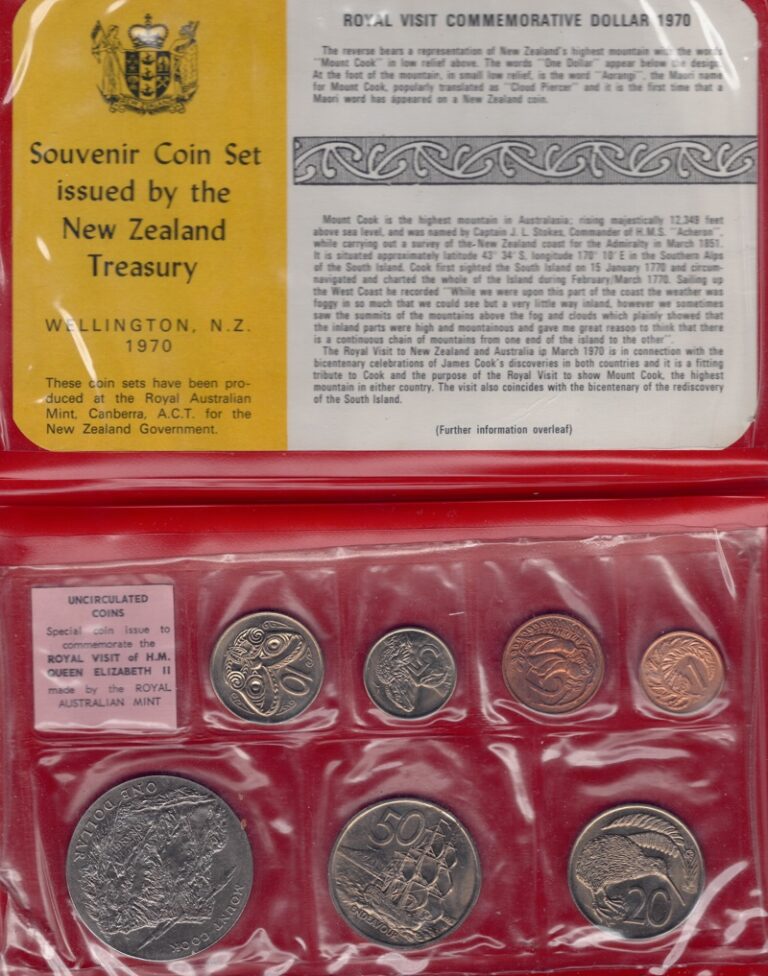 NEW ZEALAND
Souvenir Coin Set
issued by the
New Zealand
Treasury
WELLINGTON, N.Z.
1970
These coin sets have been pro-
duced at the Royal Australian
Mint, Canberra, A.C.T. for the
New Zealand Government.
ROYAL VISIT COMMEMORATIVE DOLLAR 1970
The reverse bears a representation of New Zealand's highest mountain with the words
"Mount Cook" in low relief above. The words "One Dollar" appear below the design.
At the foot of the mountain, in small low relief, is the word "Aorangi", the Maori name
for Mount Cook, popularly translated as "Cloud Piercer" and it is the first time that a
Maori word has appeared on a New Zealand coin.
Mount Cook is the highest mountain in Australasia; rising majestically 12,349 feet
above sea level, and was named by Captain J. L. Stokes, Commander of H.M.S. "Acheron",
while carrying out a survey of the New Zealand coast for the Admiralty in March 1851.
It is situated approximately latitude 43° 34′ S, longitude 170° 10′ E in the Southern Alps
of the South Island. Cook first sighted the South Island on 15 January 1770 and circum-
navigated and charted the whole of the Island during February/March 1770. Sailing up
the West Coast he recorded "While we were upon this part of the coast the weather was
foggy in so much that we could see but a very little way inland, however we sometimes
saw the summits of the mountains above the fog and clouds which plainly showed that
the inland parts were high and mountainous and gave me great reason to think that there
is a continuous chain of mountains from one end of the island to the other".
The Royal Visit to New Zealand and Australia in March 1970 is in connection with the
bicentenary celebrations of James Cook's discoveries in both countries and it is a fitting
tribute to Cook and the purpose of the Royal Visit to show Mount Cook, the highest
mountain in either country. The visit also coincides with the bicentenary of the rediscovery
of the South Island.
(Further information overleaf)
UNCIRCULATED
COINS
Special coin issue to
commemorate the
ROYAL VISIT of H.M.
QUEEN ELIZABETH II
made by the ROYAL
AUSTRALIAN MINT
10
5
2
1
ONE DOLLAR
MOUNT COOK
50
ENDEAVOUR
20